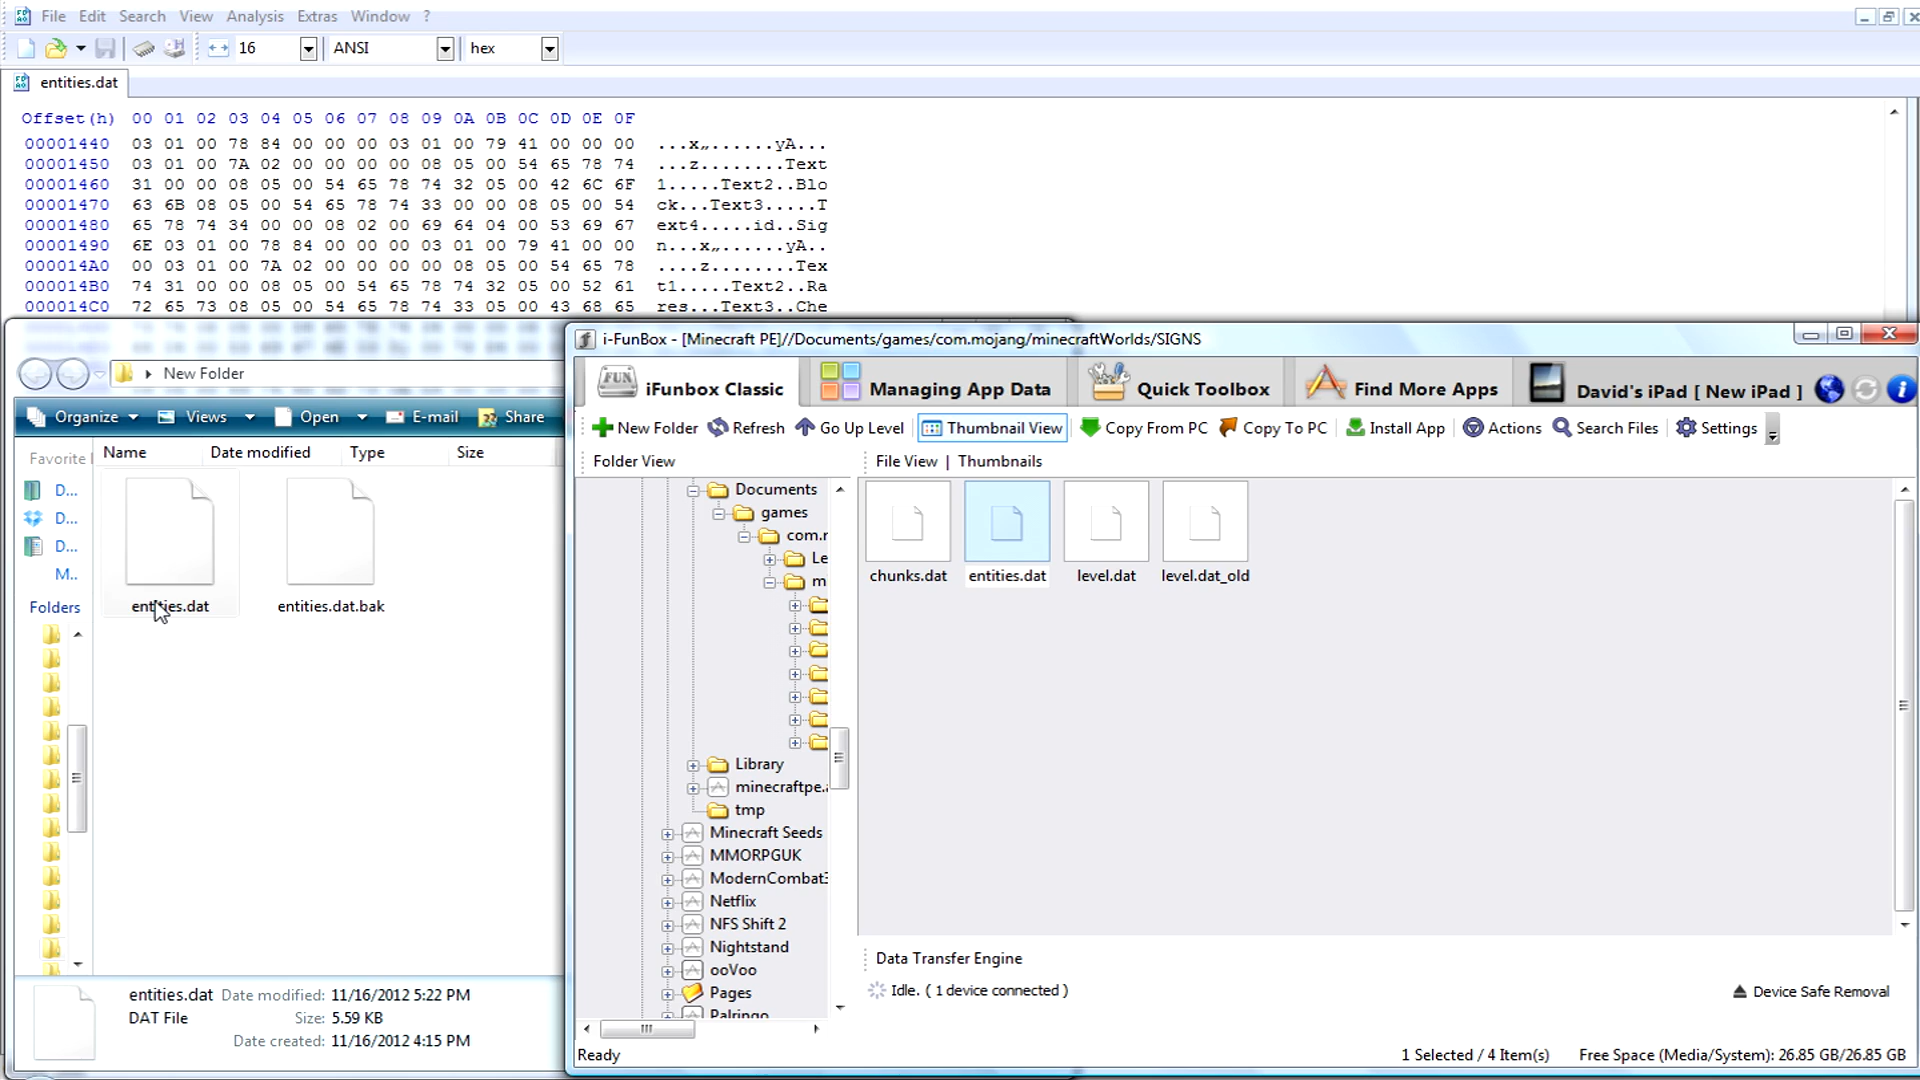 File Edit Search View Analysis Extras Window ?
16 ANSI hex
entities.dat
Offset(h) 00 01 02 03 04 05 06 07 08 09 0A 0B 0C 0D 0E 0F
00001440 03 01 00 78 84 00 00 00 03 01 00 79 41 00 00 00 ...x„......yA...
00001450 03 01 00 7A 02 00 00 00 00 08 05 00 54 65 78 74 ...z........Text
00001460 31 00 00 08 05 00 54 65 78 74 32 05 00 42 6C 6F 1.....Text2..Blo
00001470 63 6B 08 05 00 54 65 78 74 33 00 00 08 05 00 54 ck...Text3.....T
00001480 65 78 74 34 00 00 08 02 00 69 64 04 00 53 69 67 ext4.....id..Sig
00001490 6E 03 01 00 78 84 00 00 00 03 01 00 79 41 00 00 n...x„......yA..
000014A0 00 03 01 00 7A 02 00 00 00 00 08 05 00 54 65 78 ....z........Tex
000014B0 74 31 00 00 08 05 00 54 65 78 74 32 05 00 52 61 t1.....Text2..Ra
000014C0 72 65 73 08 05 00 54 65 78 74 33 05 00 43 68 65 res...Text3..Che
New Folder
Organize Views Open E-mail Share
Favorite Name Date modified Type Size
D...
D...
D...
M..
Folders
entities.dat entities.dat.bak
entities.dat Date modified: 11/16/2012 5:22 PM
DAT File Size: 5.59 KB
Date created: 11/16/2012 4:15 PM
i-FunBox - [Minecraft PE]//Documents/games/com.mojang/minecraftWorlds/SIGNS
FUN iFunbox Classic Managing App Data Quick Toolbox Find More Apps David's iPad [ New iPad ]
New Folder Refresh Go Up Level Thumbnail View Copy From PC Copy To PC Install App Actions Search Files Settings
Folder View
File View | Thumbnails
Documents
games
com.r
Le
m
Library
minecraftpe.a
tmp
Minecraft Seeds
MMORPGUK
ModernCombat3
Netflix
NFS Shift 2
Nightstand
ooVoo
Pages
Palringo
chunks.dat entities.dat level.dat level.dat_old
Data Transfer Engine
Idle. ( 1 device connected )
Device Safe Removal
Ready
1 Selected / 4 Item(s) Free Space (Media/System): 26.85 GB/26.85 GB